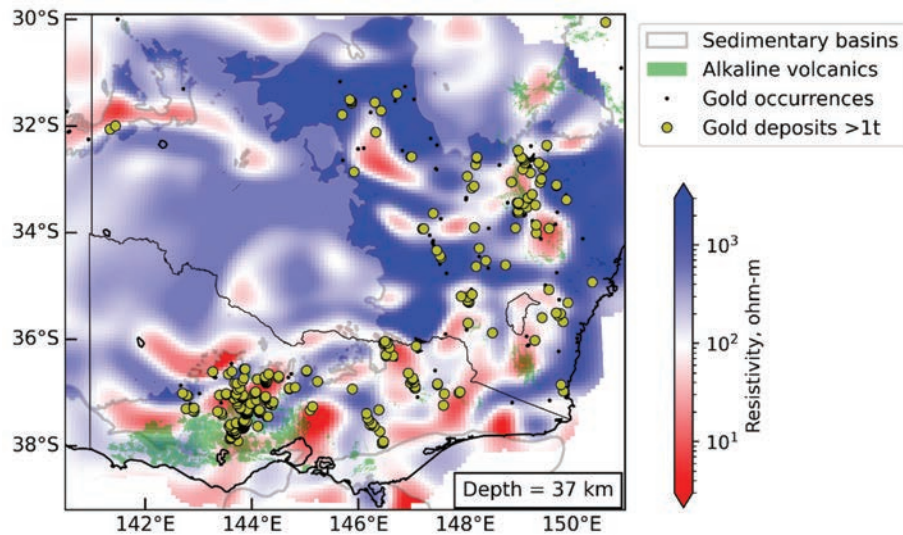 30°S
32°S
34°S
36°S
38°S
142°E 144°E 146°E 148°E 150°E
Depth = 37 km
Sedimentary basins
Alkaline volcanics
Gold occurrences
Gold deposits >1t
10³
10²
10¹
Resistivity, ohm-m